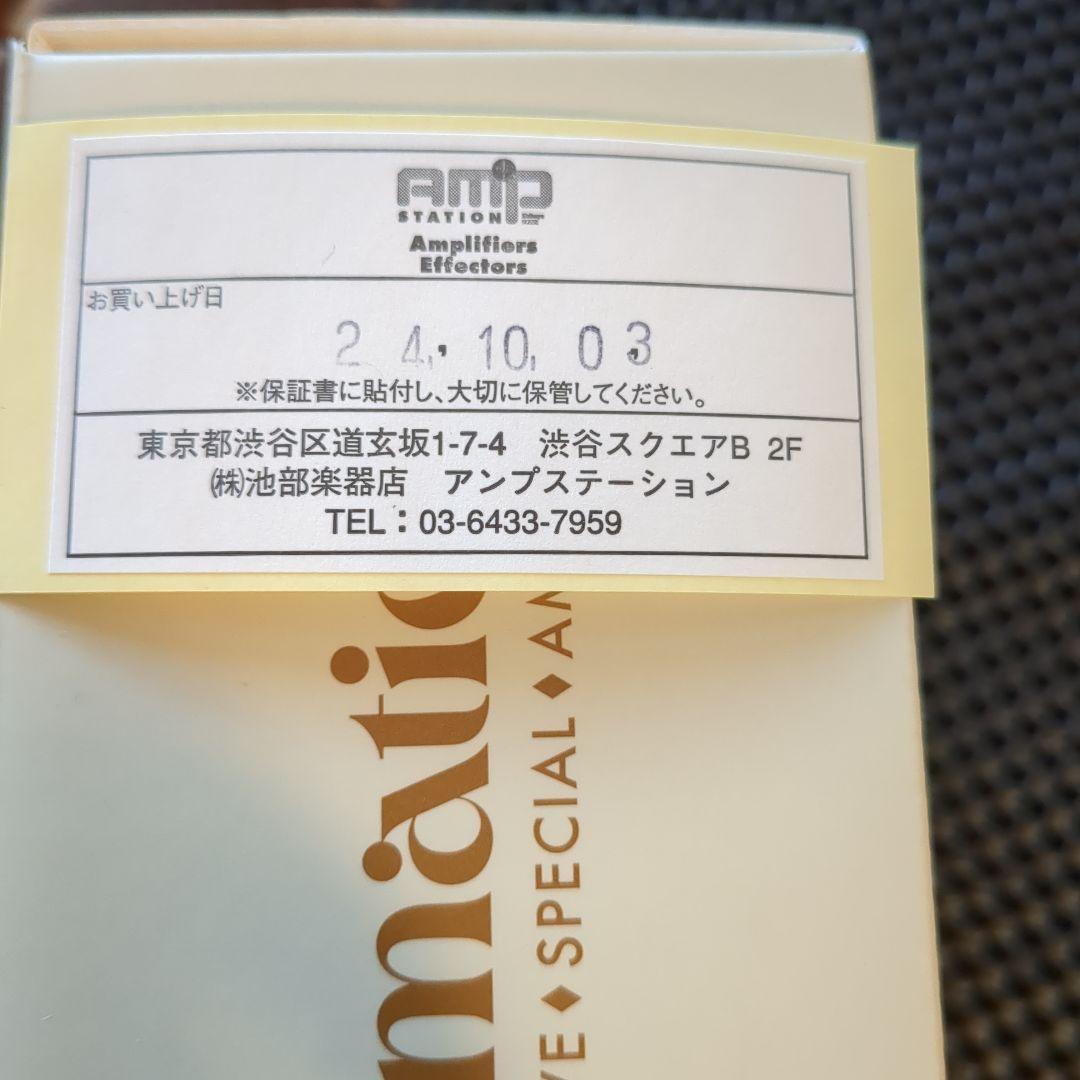 AMP
STATION
Amplifiers
Effectors
お買い上げ日
24. 10. 03
※保証書に貼付し、大切に保管してください。
東京都渋谷区道玄坂1-7-4　渋谷スクエアB 2F
㈱池部楽器店　アンプステーション
TEL：03-6433-7959
matic
VE◆SPECIAL◆AN